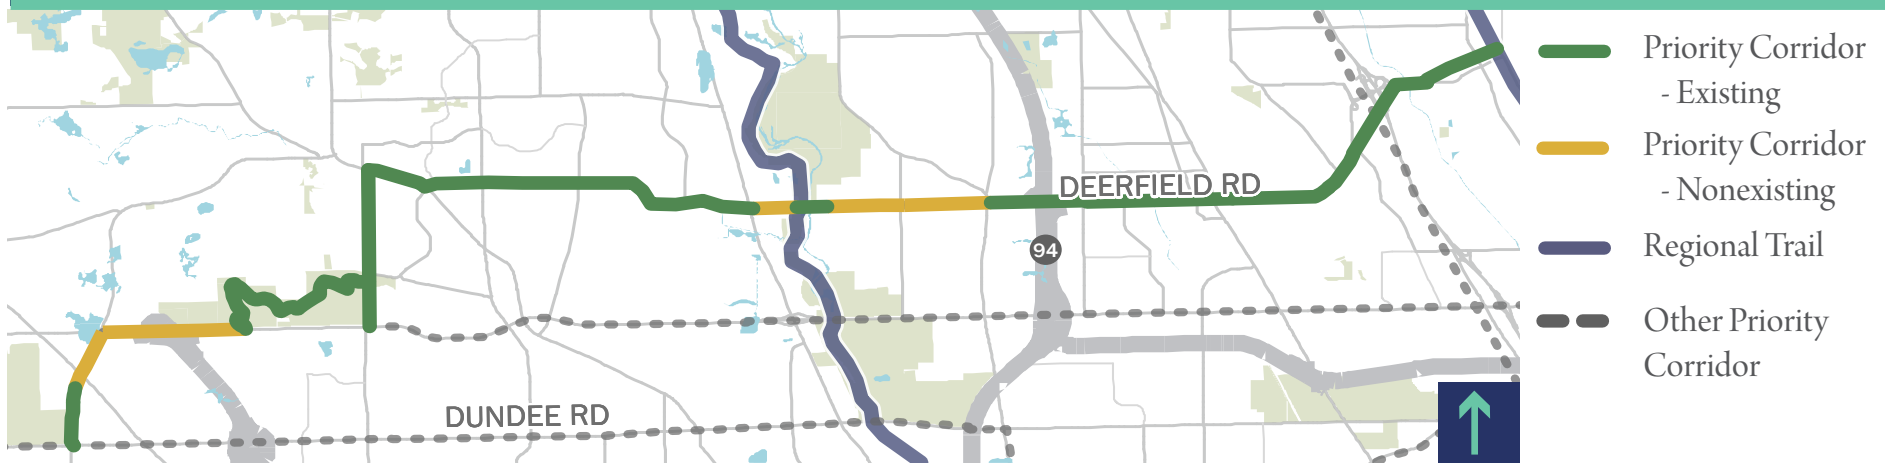 Priority Corridor
- Existing
Priority Corridor
- Nonexisting
Regional Trail
Other Priority
Corridor
DEERFIELD RD
94
DUNDEE RD